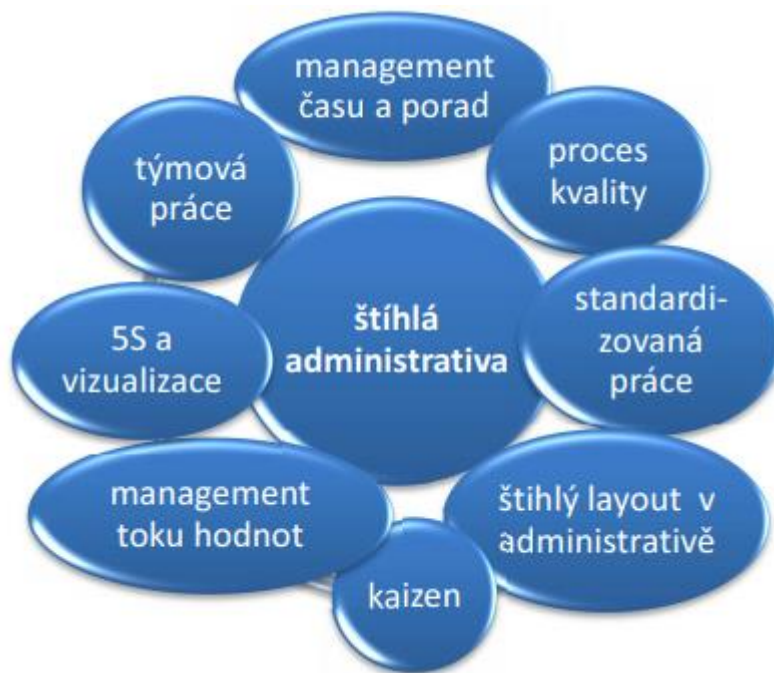 management
času a porad
proces
kvality
standardi-
zovaná
práce
štihlý layout v
administrativě
kaizen
management
toku hodnot
5S a
vizualizace
týmová
práce
štíhlá
administrativa